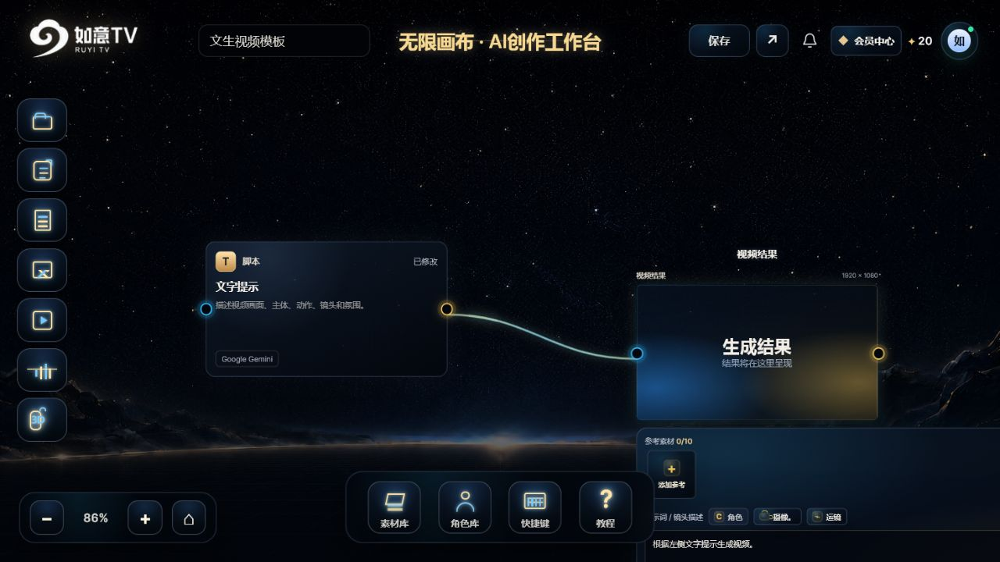 如意TV
RUYI TV
文生视频模板
无限画布 · AI创作工作台
保存
会员中心
20
如
T 脚本
已修改
文字提示
描述视频画面、主体、动作、镜头和氛围。
Google Gemini
视频结果
视频结果
1920 × 1080
生成结果
结果将在这里呈现
参考素材 0/10
添加参考
示词 / 镜头描述
C 角色
摄像。
运镜
根据左侧文字提示生成视频。
3D
86%
素材库
角色库
快捷键
教程